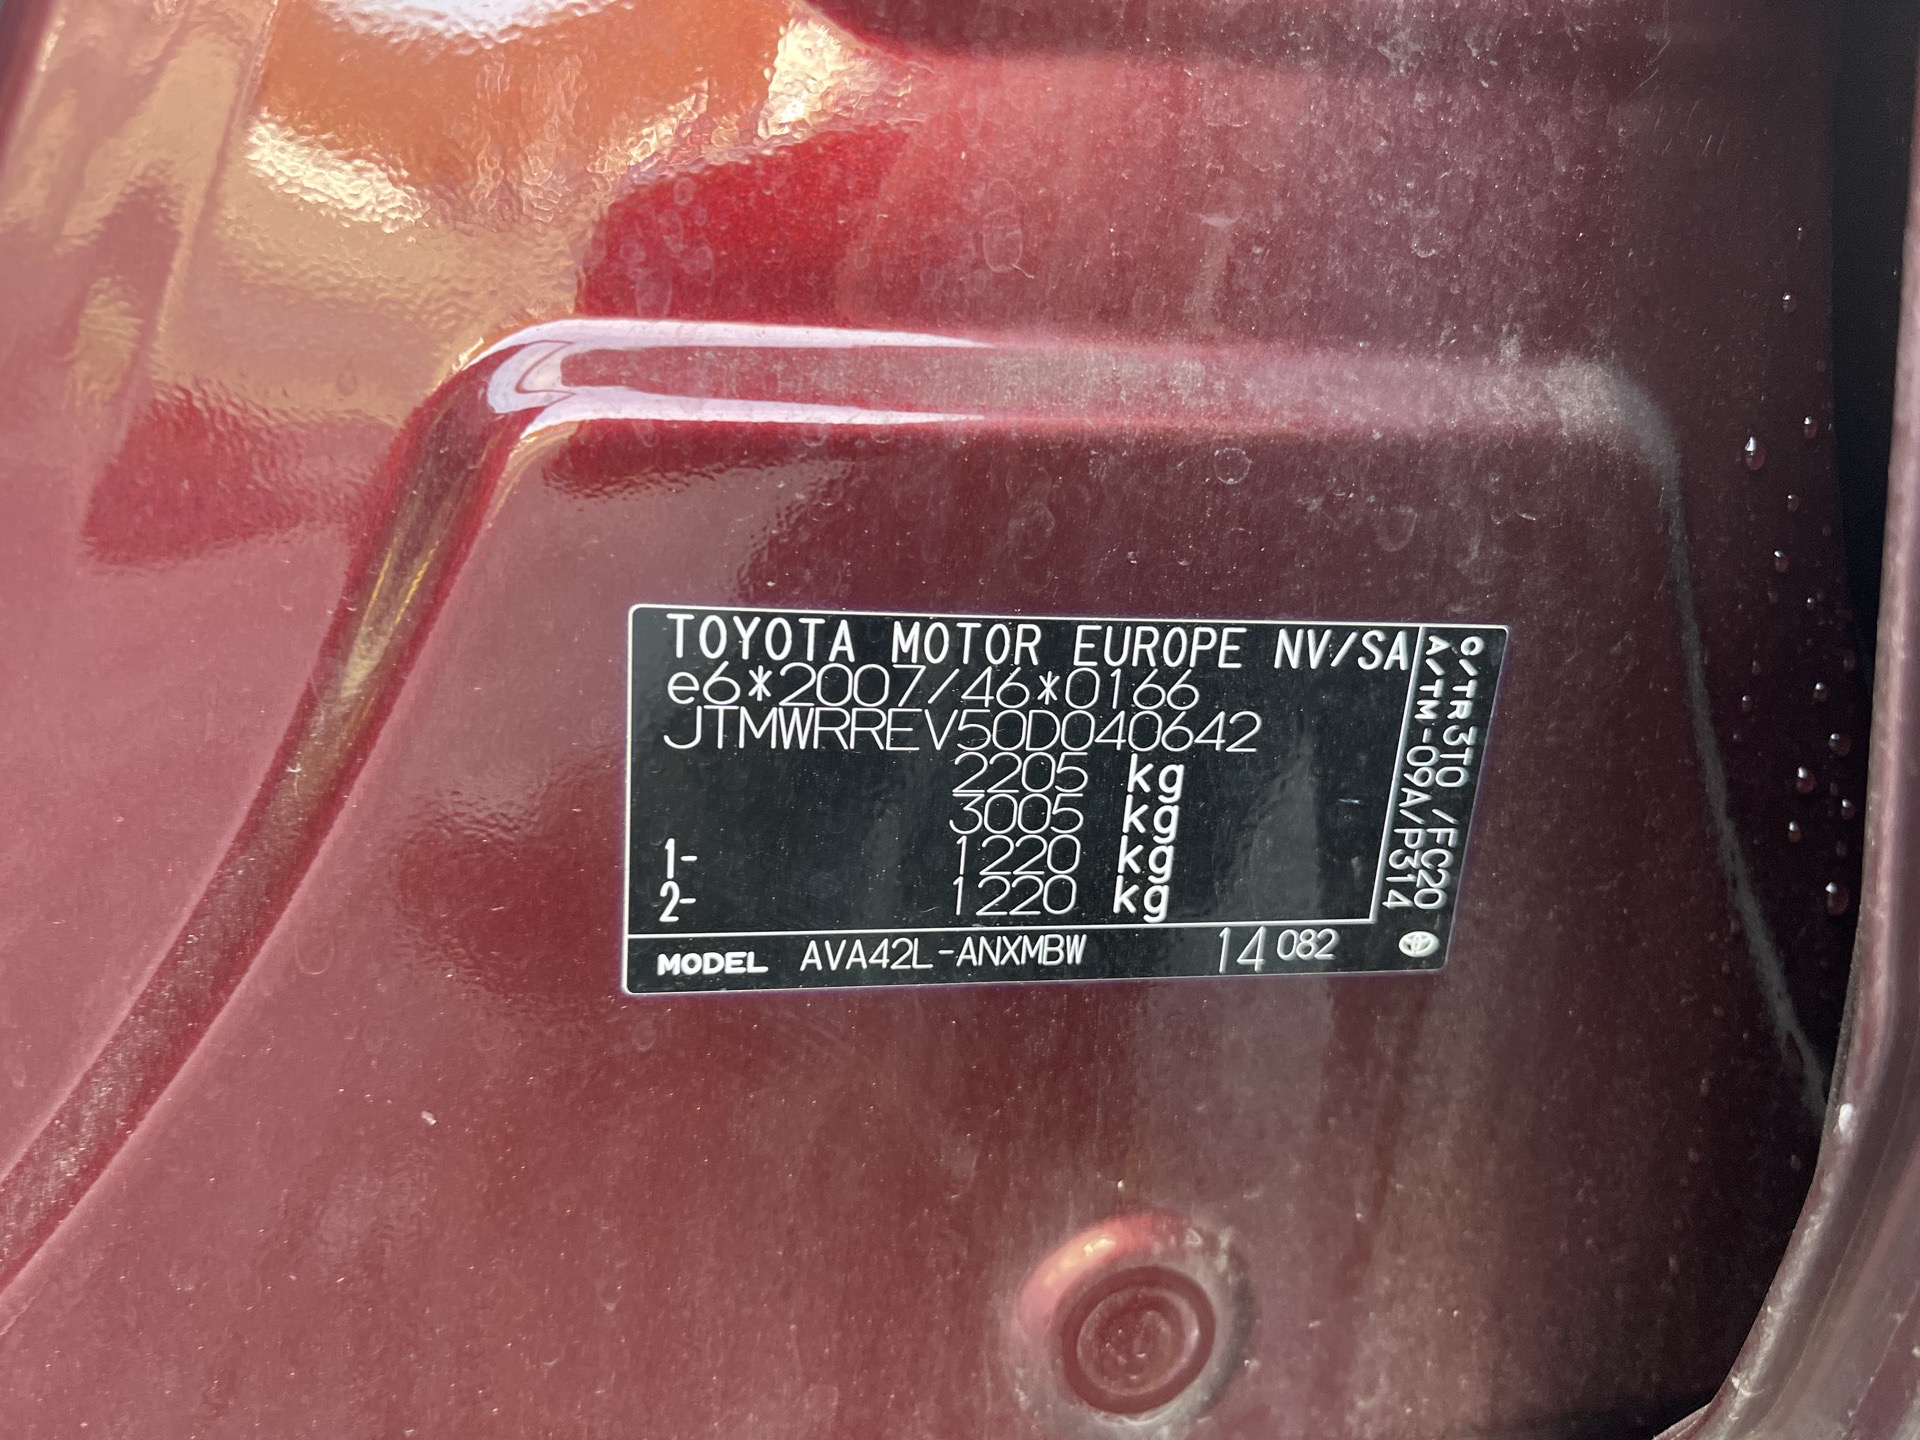 TOYOTA MOTOR EUROPE NV/SA
e6*2007/46*0166
JTMWRREV50D040642
2205 kg
3005 kg
1- 1220 kg
2- 1220 kg
C/TR 3T0 /FC20
A/TM -09A/P314
MODEL AVA42L-ANXMBW 14 082